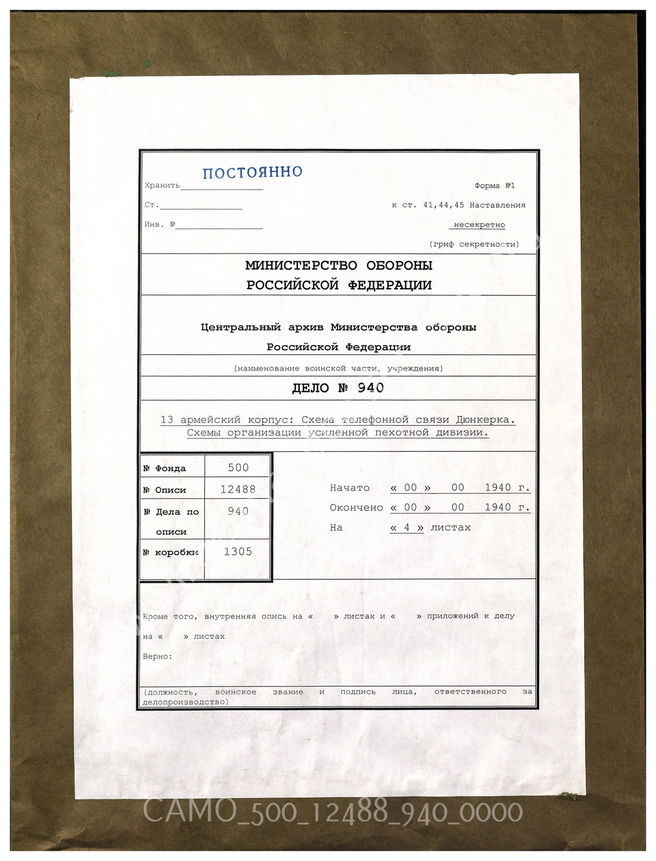 ПОСТОЯННО
Хранить
Форма №1
Ст.
к ст. 41,44,45 Наставления
Инв. №
несекретно
(гриф секретности)
МИНИСТЕРСТВО ОБОРОНЫ
РОССИЙСКОЙ ФЕДЕРАЦИИ
Центральный архив Министерства обороны
Российской Федерации
(наименование воинской части, учреждения)
ДЕЛО № 940
13 армейский корпус: Схема телефонной связи Дюнкерка.
Схемы организации усиленной пехотной дивизии.
№ Фонда 500
№ Описи 12488
№ Дела по описи 940
№ коробки 1305
Начато « 00 » 00 1940 г.
Окончено « 00 » 00 1940 г.
На « 4 » листах
Кроме того, внутренняя опись на « » листах и « » приложений к делу
на « » листах
Верно:
(должность, воинское звание и подпись лица, ответственного за
делопроизводство)
CAMO_500_12488_940_0000